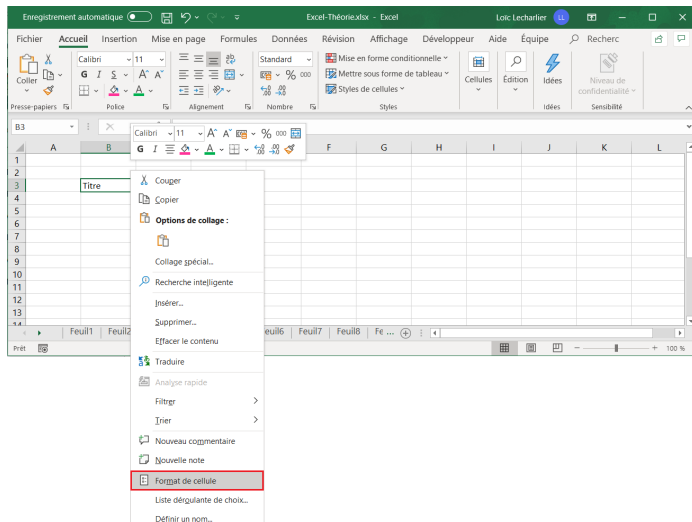 Enregistrement automatique Excel-Théorie.xlsx - Excel Loïc Lecharlier LL
Fichier Accueil Insertion Mise en page Formules Données Révision Affichage Développeur Aide Équipe Recherc
Coller Calibri 11 A^ Aˇ Standard Mise en forme conditionnelle Cellules Édition Idées Niveau de confidentialité
G I S % 000 Mettre sous forme de tableau
A Styles de cellules
Presse-papiers Police Alignement Nombre Styles Idées Sensibilité
B3
Calibri 11 A^ Aˇ % 000
G I A
A B F G H I J K L
1
2
3 Titre
4
5
6
7
8
9
10
11
12
13
14
Couper
Copier
Options de collage :
Collage spécial...
Recherche intelligente
Insérer...
Supprimer...
Effacer le contenu
Traduire
Analyse rapide
Filtrer
Trier
Nouveau commentaire
Nouvelle note
Format de cellule
Liste déroulante de choix...
Définir un nom...
Feuil1 Feuil2 euil6 Feuil7 Feuil8 Fe ...
Prêt 100 %